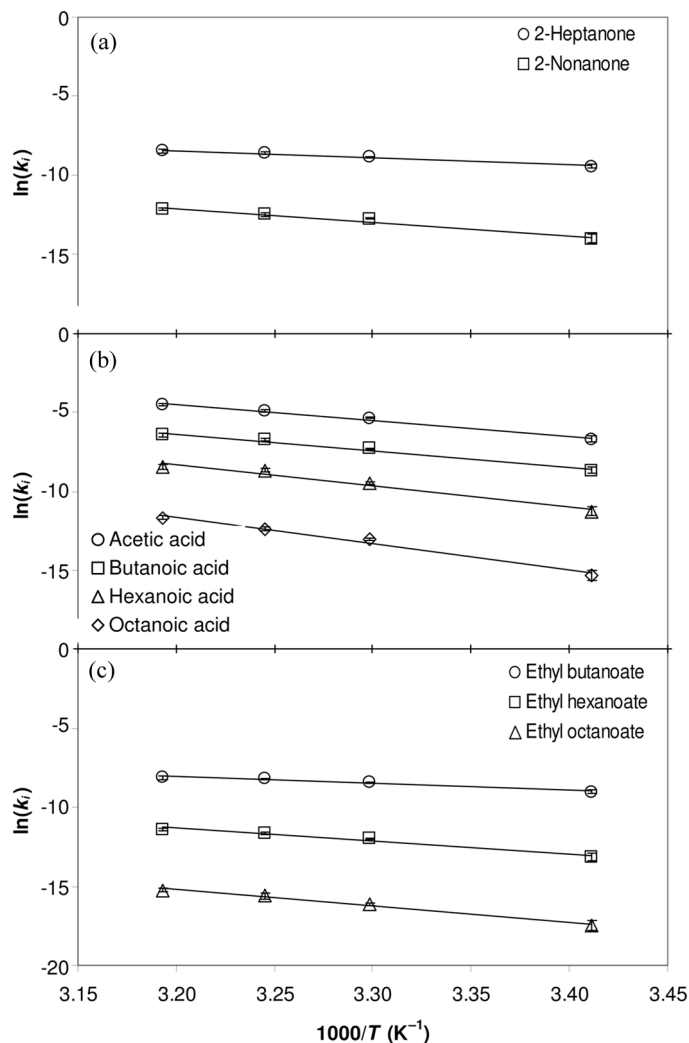 0
(a)
2-Heptanone
2-Nonanone
-5
ln(kᵢ)
-10
-15
0
(b)
-5
ln(kᵢ)
-10
Acetic acid
Butanoic acid
-15
Hexanoic acid
Octanoic acid
0
(c)
Ethyl butanoate
Ethyl hexanoate
-5
Ethyl octanoate
ln(kᵢ)
-10
-15
-20
3.15 3.20 3.25 3.30 3.35 3.40 3.45
1000/T (K⁻¹)